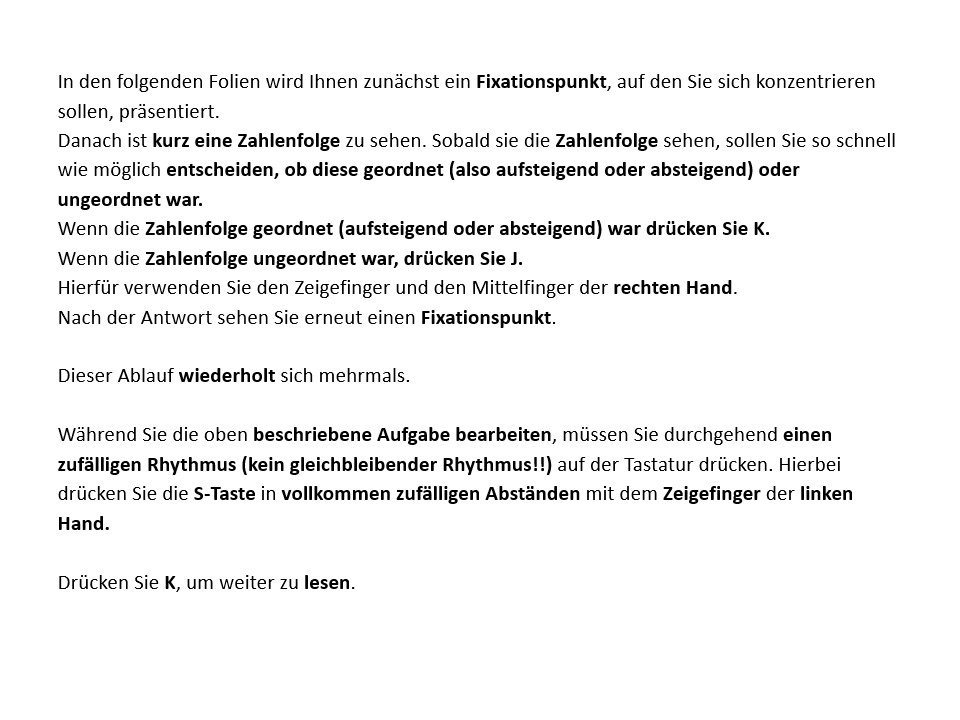 In den folgenden Folien wird Ihnen zunächst ein Fixationspunkt, auf den Sie sich konzentrieren
sollen, präsentiert.
Danach ist kurz eine Zahlenfolge zu sehen. Sobald sie die Zahlenfolge sehen, sollen Sie so schnell
wie möglich entscheiden, ob diese geordnet (also aufsteigend oder absteigend) oder
ungeordnet war.
Wenn die Zahlenfolge geordnet (aufsteigend oder absteigend) war drücken Sie K.
Wenn die Zahlenfolge ungeordnet war, drücken Sie J.
Hierfür verwenden Sie den Zeigefinger und den Mittelfinger der rechten Hand.
Nach der Antwort sehen Sie erneut einen Fixationspunkt.
Dieser Ablauf wiederholt sich mehrmals.
Während Sie die oben beschriebene Aufgabe bearbeiten, müssen Sie durchgehend einen
zufälligen Rhythmus (kein gleichbleibender Rhythmus!!) auf der Tastatur drücken. Hierbei
drücken Sie die S-Taste in vollkommen zufälligen Abständen mit dem Zeigefinger der linken
Hand.
Drücken Sie K, um weiter zu lesen.